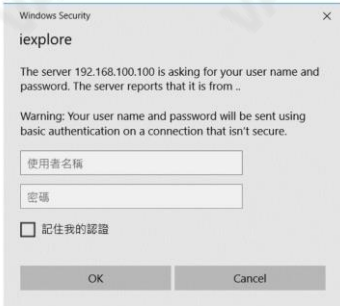 Windows Security
iexplore
The server 192.168.100.100 is asking for your user name and
password. The server reports that it is from ..
Warning: Your user name and password will be sent using
basic authentication on a connection that isn't secure.
使用者名稱
密碼
記住我的認證
OK Cancel